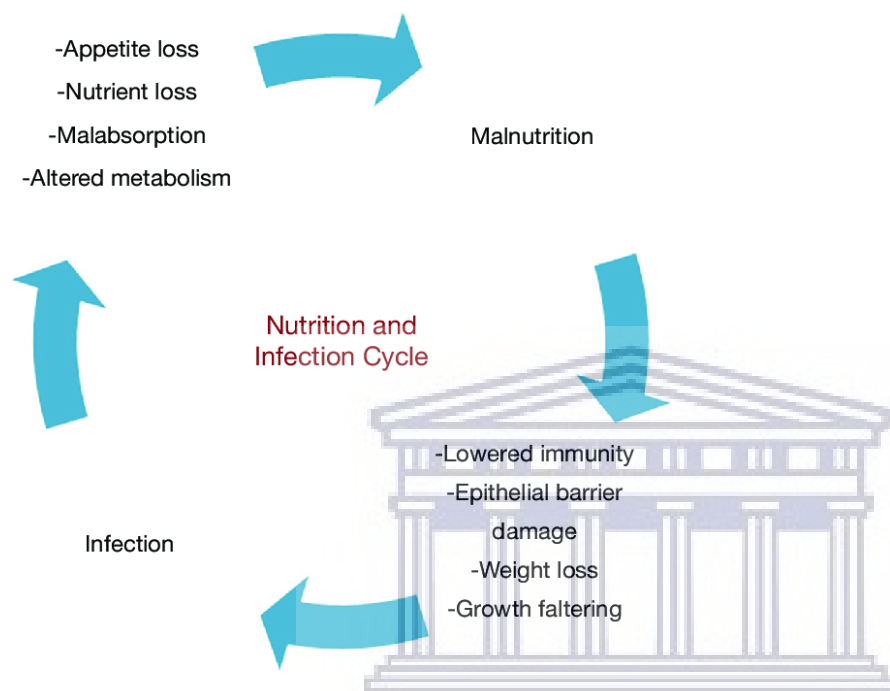 -Appetite loss
-Nutrient loss
-Malabsorption
-Altered metabolism
Malnutrition
Nutrition and
Infection Cycle
-Lowered immunity
-Epithelial barrier
damage
-Weight loss
-Growth faltering
Infection